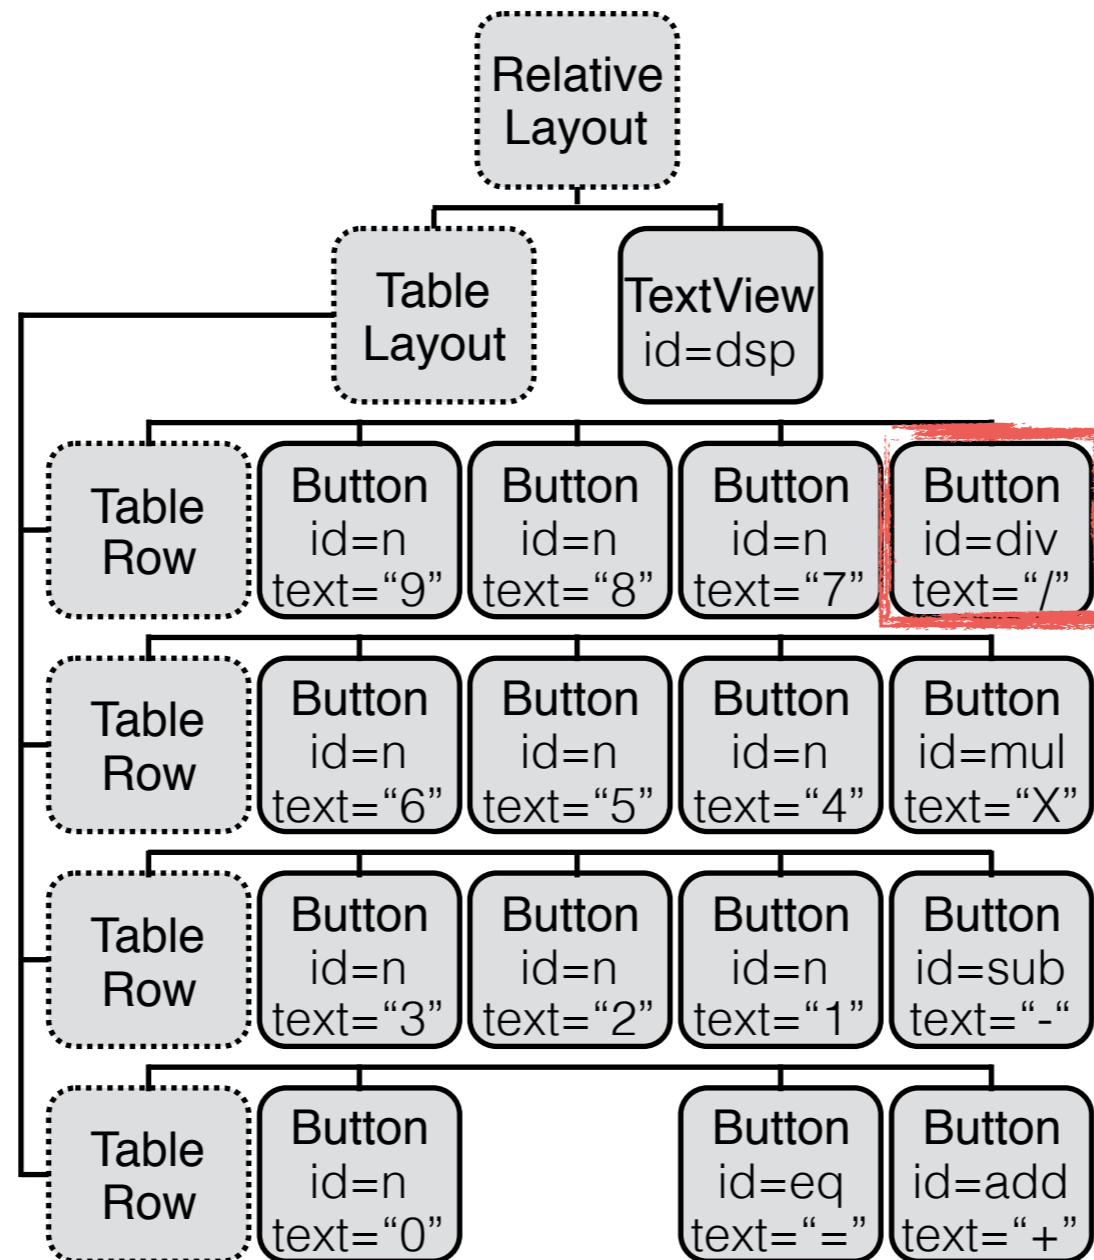 Relative
Layout
Table
Layout
TextView
id=dsp
Table
Row
Button
id=n
text=“9”
Button
id=n
text=“8”
Button
id=n
text=“7”
Button
id=div
text=“/”
Table
Row
Button
id=n
text=“6”
Button
id=n
text=“5”
Button
id=n
text=“4”
Button
id=mul
text=“X”
Table
Row
Button
id=n
text=“3”
Button
id=n
text=“2”
Button
id=n
text=“1”
Button
id=sub
text=“-“
Table
Row
Button
id=n
text=“0”
Button
id=eq
text=“=”
Button
id=add
text=“+”